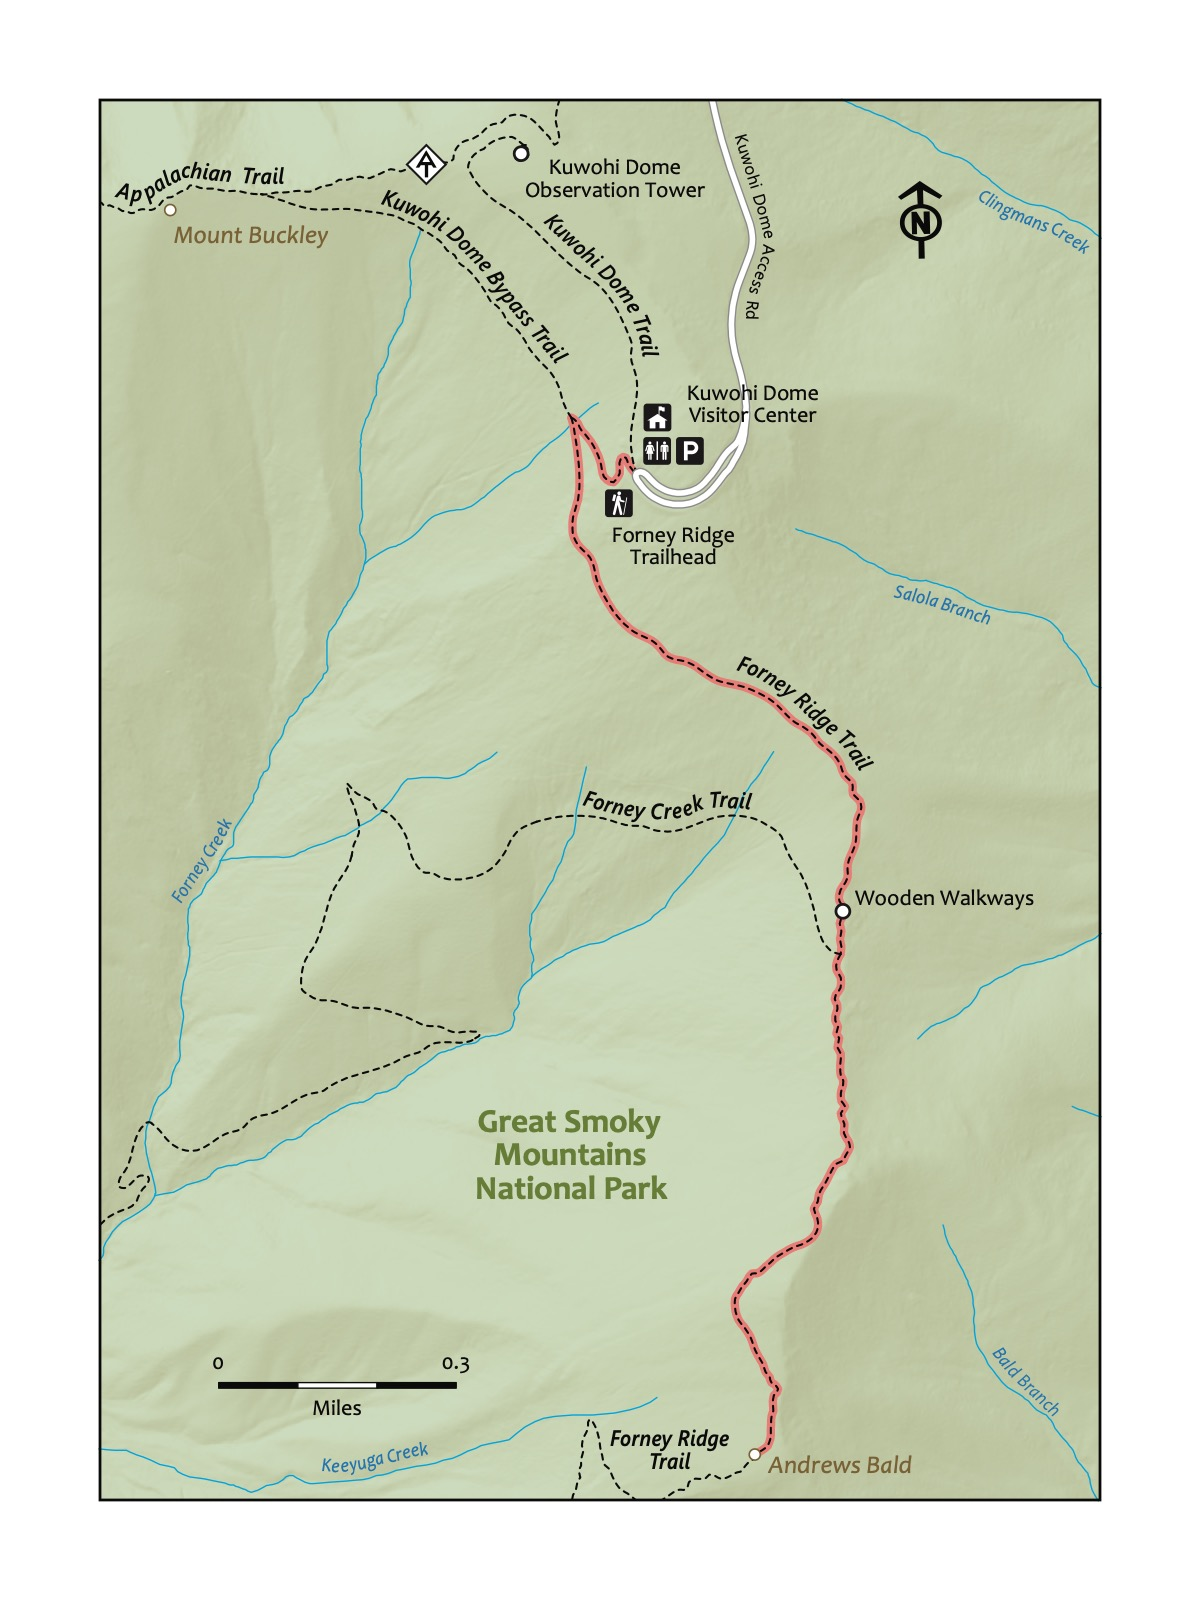 Appalachian Trail
Mount Buckley
Kuwohi Dome
Observation Tower
Kuwohi Dome Bypass Trail
Kuwohi Dome Trail
Kuwohi Dome Access Rd
N
Clingmans Creek
Kuwohi Dome
Visitor Center
P
Forney Ridge
Trailhead
Salola Branch
Forney Ridge Trail
Forney Creek Trail
Forney Creek
Wooden Walkways
Great Smoky
Mountains
National Park
0 0.3
Miles
Bald Branch
Keeyuga Creek
Forney Ridge
Trail
Andrews Bald